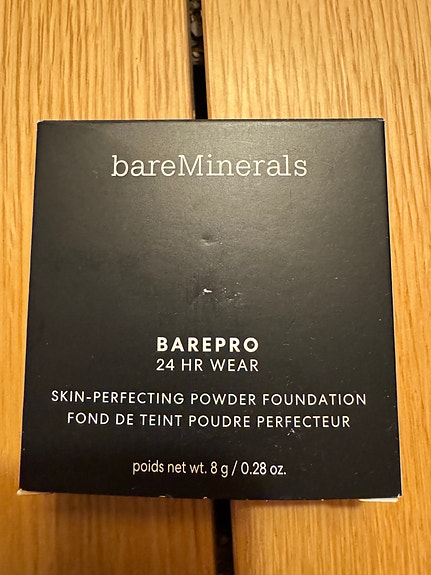 bareMinerals
BAREPRO
24 HR WEAR
SKIN-PERFECTING POWDER FOUNDATION
FOND DE TEINT POUDRE PERFECTEUR
poids net wt. 8 g / 0.28 oz.